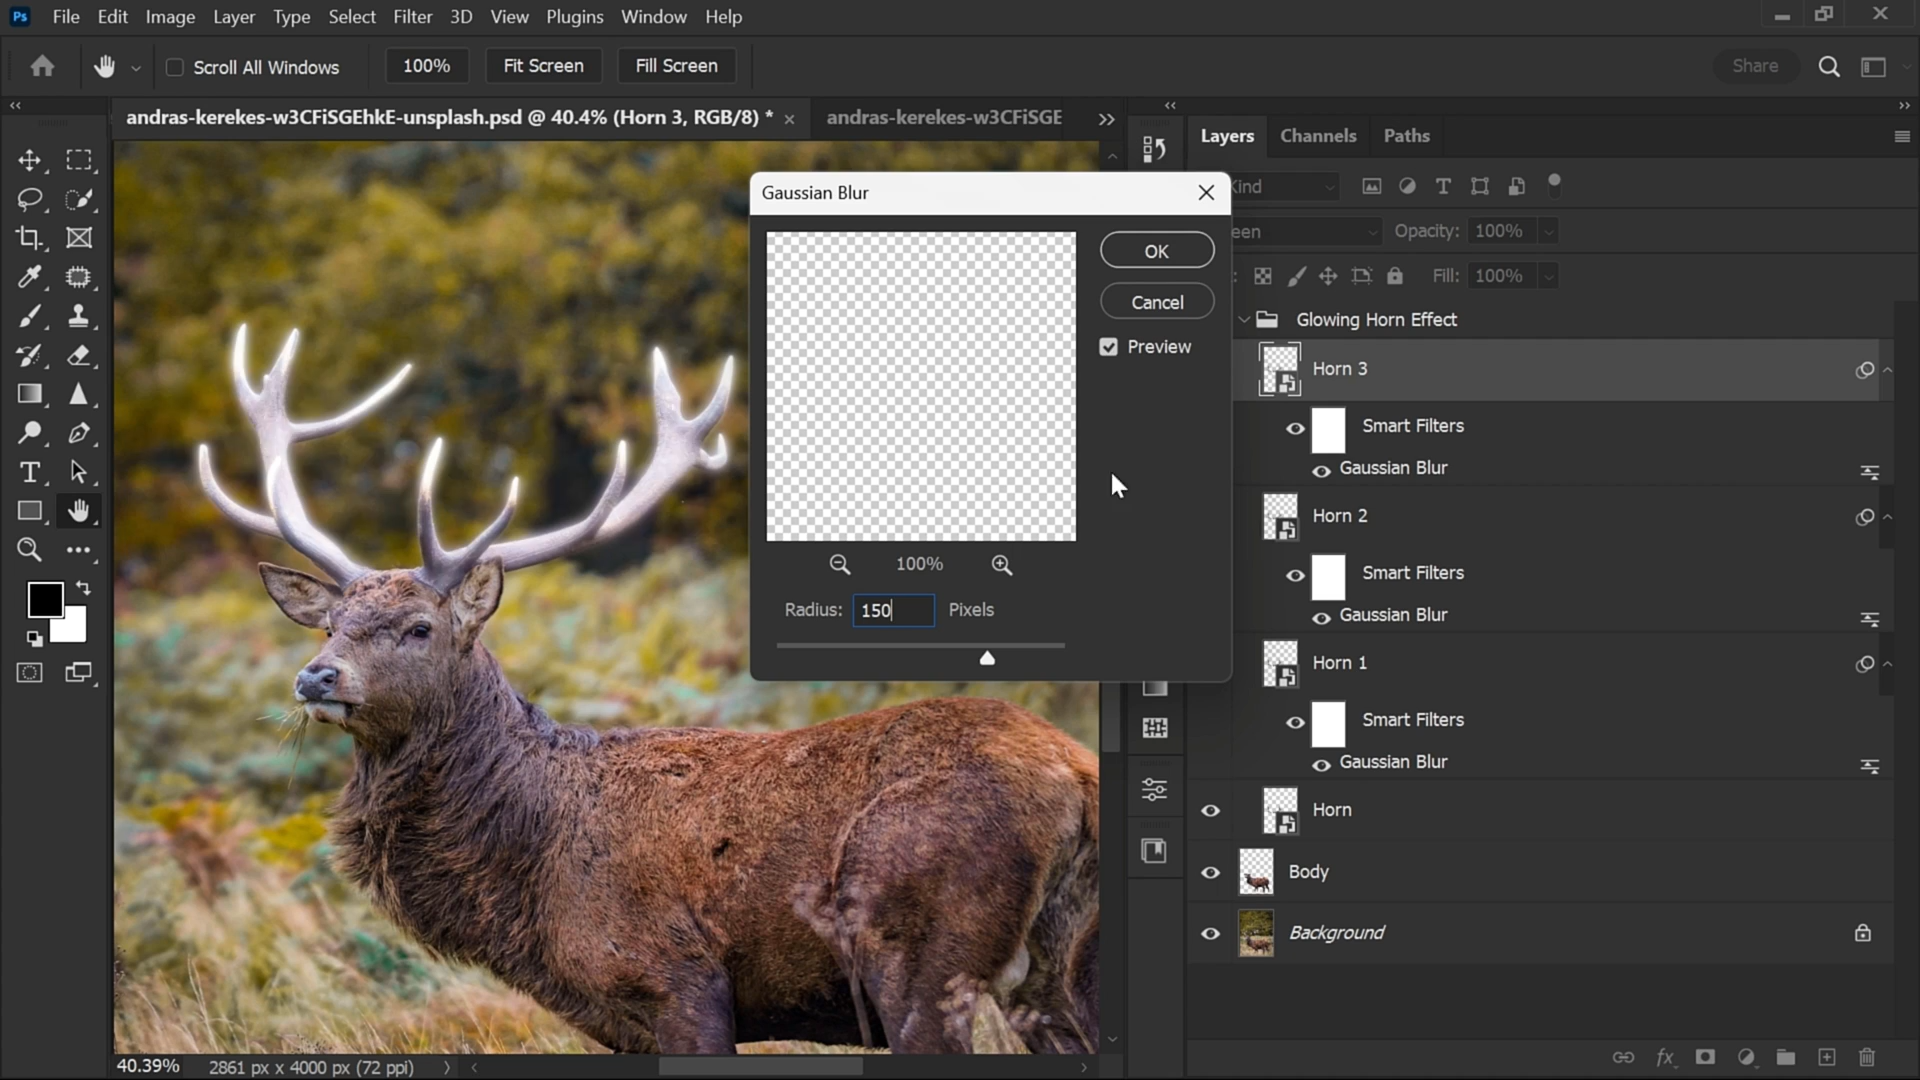 Ps File Edit Image Layer Type Select Filter 3D View Plugins Window Help
Scroll All Windows 100% Fit Screen Fill Screen Share
andras-kerekes-w3CFiSGEhkE-unsplash.psd @ 40.4% (Horn 3, RGB/8) * andras-kerekes-w3CFiSGE
Layers Channels Paths
Gaussian Blur
Kind
OK
een Opacity: 100%
Cancel
Fill: 100%
Preview
Glowing Horn Effect
Horn 3
Smart Filters
Gaussian Blur
Horn 2
Smart Filters
Gaussian Blur
Horn 1
Smart Filters
Gaussian Blur
Horn
Body
Background
100%
Radius: 150 Pixels
T
40.39% 2861 px x 4000 px (72 ppi)
fx